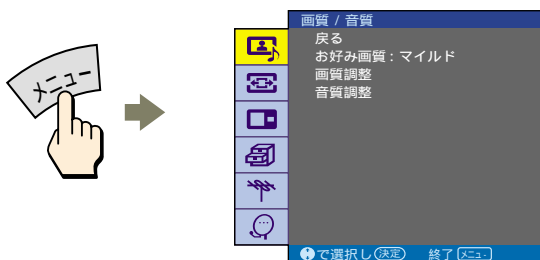 メニュー
画質 / 音質
戻る
お好み画質：マイルド
画質調整
音質調整
で選択し 決定 終了 メニュー